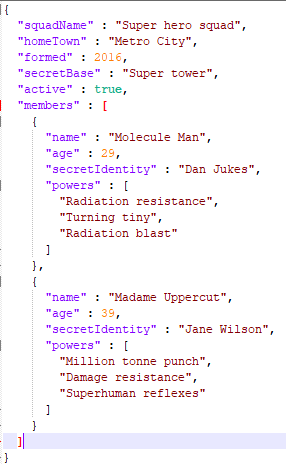 {
"squadName" : "Super hero squad",
"homeTown" : "Metro City",
"formed" : 2016,
"secretBase" : "Super tower",
"active" : true,
"members" : [
{
"name" : "Molecule Man",
"age" : 29,
"secretIdentity" : "Dan Jukes",
"powers" : [
"Radiation resistance",
"Turning tiny",
"Radiation blast"
]
},
{
"name" : "Madame Uppercut",
"age" : 39,
"secretIdentity" : "Jane Wilson",
"powers" : [
"Million tonne punch",
"Damage resistance",
"Superhuman reflexes"
]
}
]
}